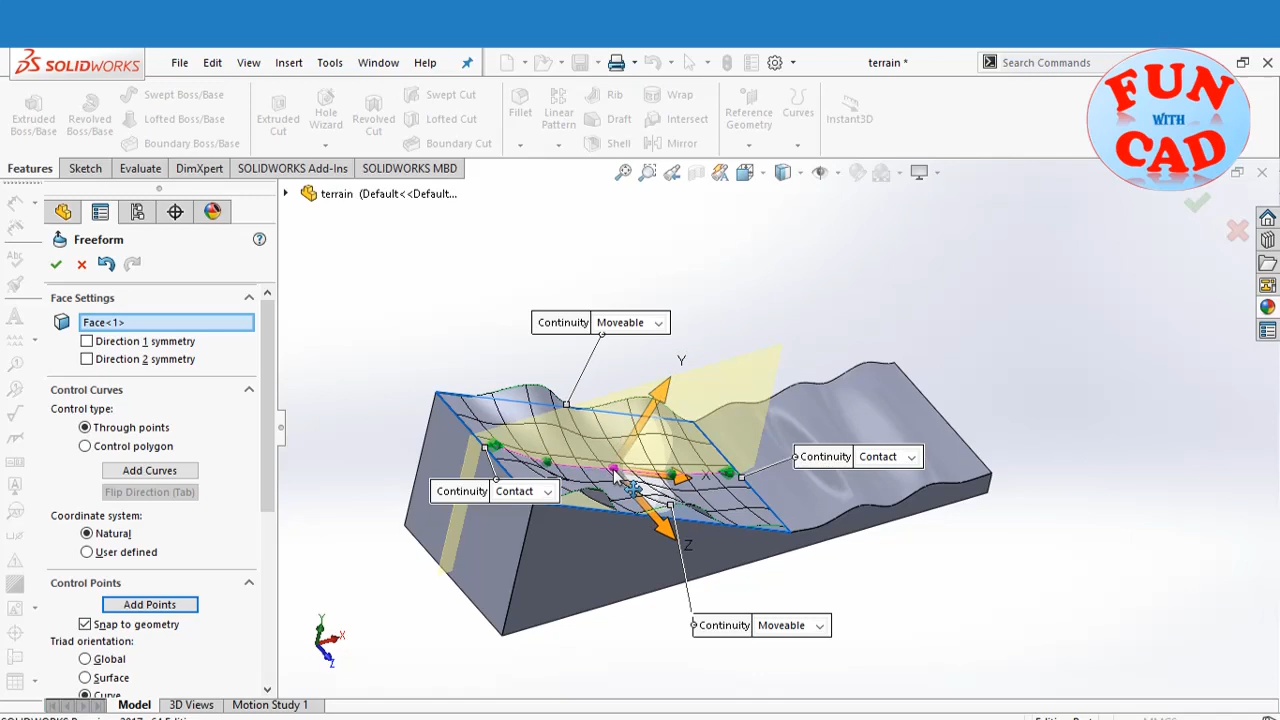 SOLIDWORKS
File Edit View Insert Tools Window Help
terrain *
Search Commands
FUN
WITH
CAD
Extruded Boss/Base
Revolved Boss/Base
Swept Boss/Base
Lofted Boss/Base
Boundary Boss/Base
Extruded Cut
Hole Wizard
Revolved Cut
Swept Cut
Lofted Cut
Boundary Cut
Fillet
Linear Pattern
Rib
Draft
Shell
Wrap
Intersect
Mirror
Reference Geometry
Curves
Instant3D
Features Sketch Evaluate DimXpert SOLIDWORKS Add-Ins SOLIDWORKS MBD
terrain (Default<<Default...
Freeform
Face Settings
Face<1>
Direction 1 symmetry
Direction 2 symmetry
Control Curves
Control type:
Through points
Control polygon
Add Curves
Flip Direction (Tab)
Coordinate system:
Natural
User defined
Control Points
Add Points
Snap to geometry
Triad orientation:
Global
Surface
Curve
Continuity Moveable
Y
Continuity Contact
X
Continuity Contact
Z
Continuity Moveable
Y
X
Z
Model 3D Views Motion Study 1